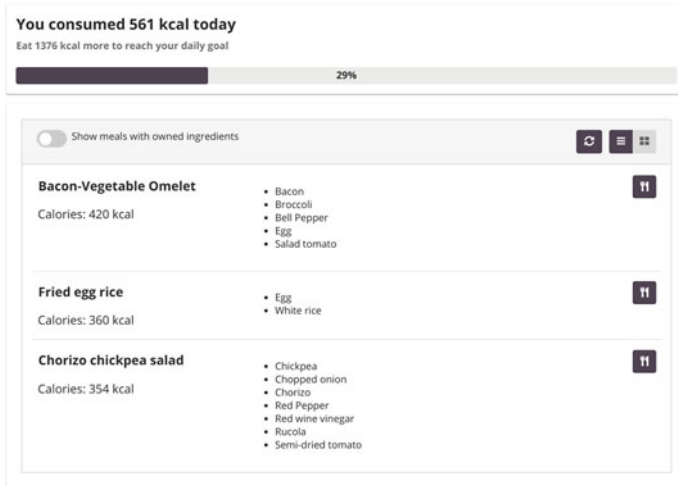 You consumed 561 kcal today
Eat 1376 kcal more to reach your daily goal
29%
Show meals with owned ingredients
Bacon-Vegetable Omelet
Calories: 420 kcal
• Bacon
• Broccoli
• Bell Pepper
• Egg
• Salad tomato
Fried egg rice
Calories: 360 kcal
• Egg
• White rice
Chorizo chickpea salad
Calories: 354 kcal
• Chickpea
• Chopped onion
• Chorizo
• Red Pepper
• Red wine vinegar
• Rucola
• Semi-dried tomato